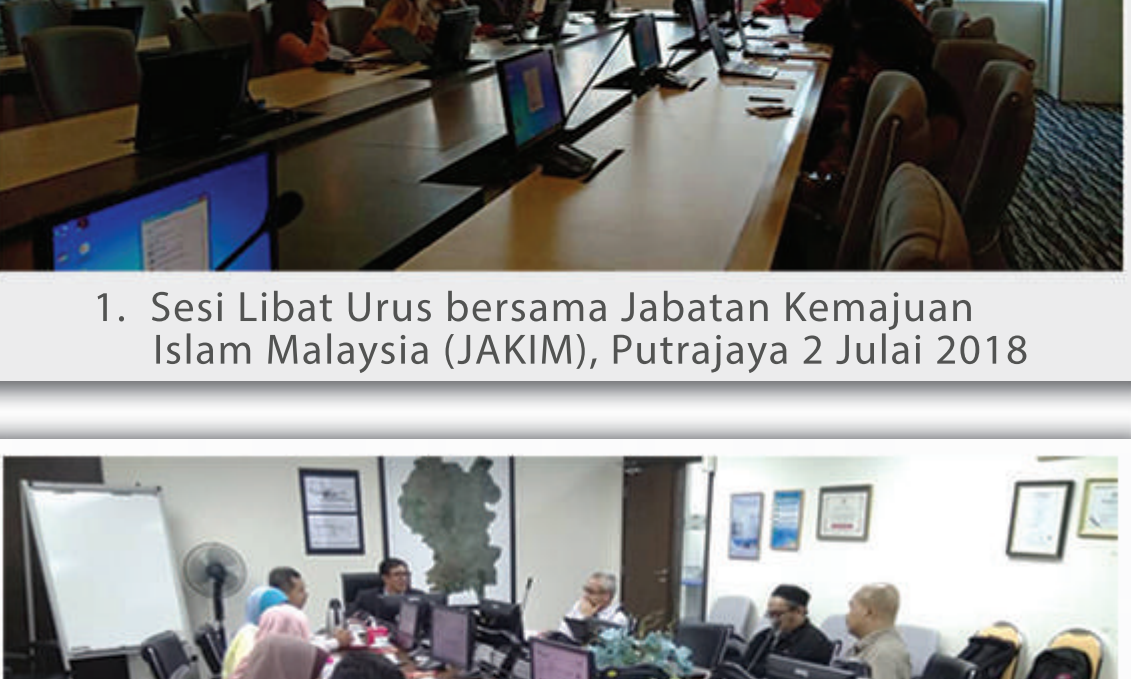 1. Sesi Libat Urus bersama Jabatan Kemajuan
Islam Malaysia (JAKIM), Putrajaya 2 Julai 2018